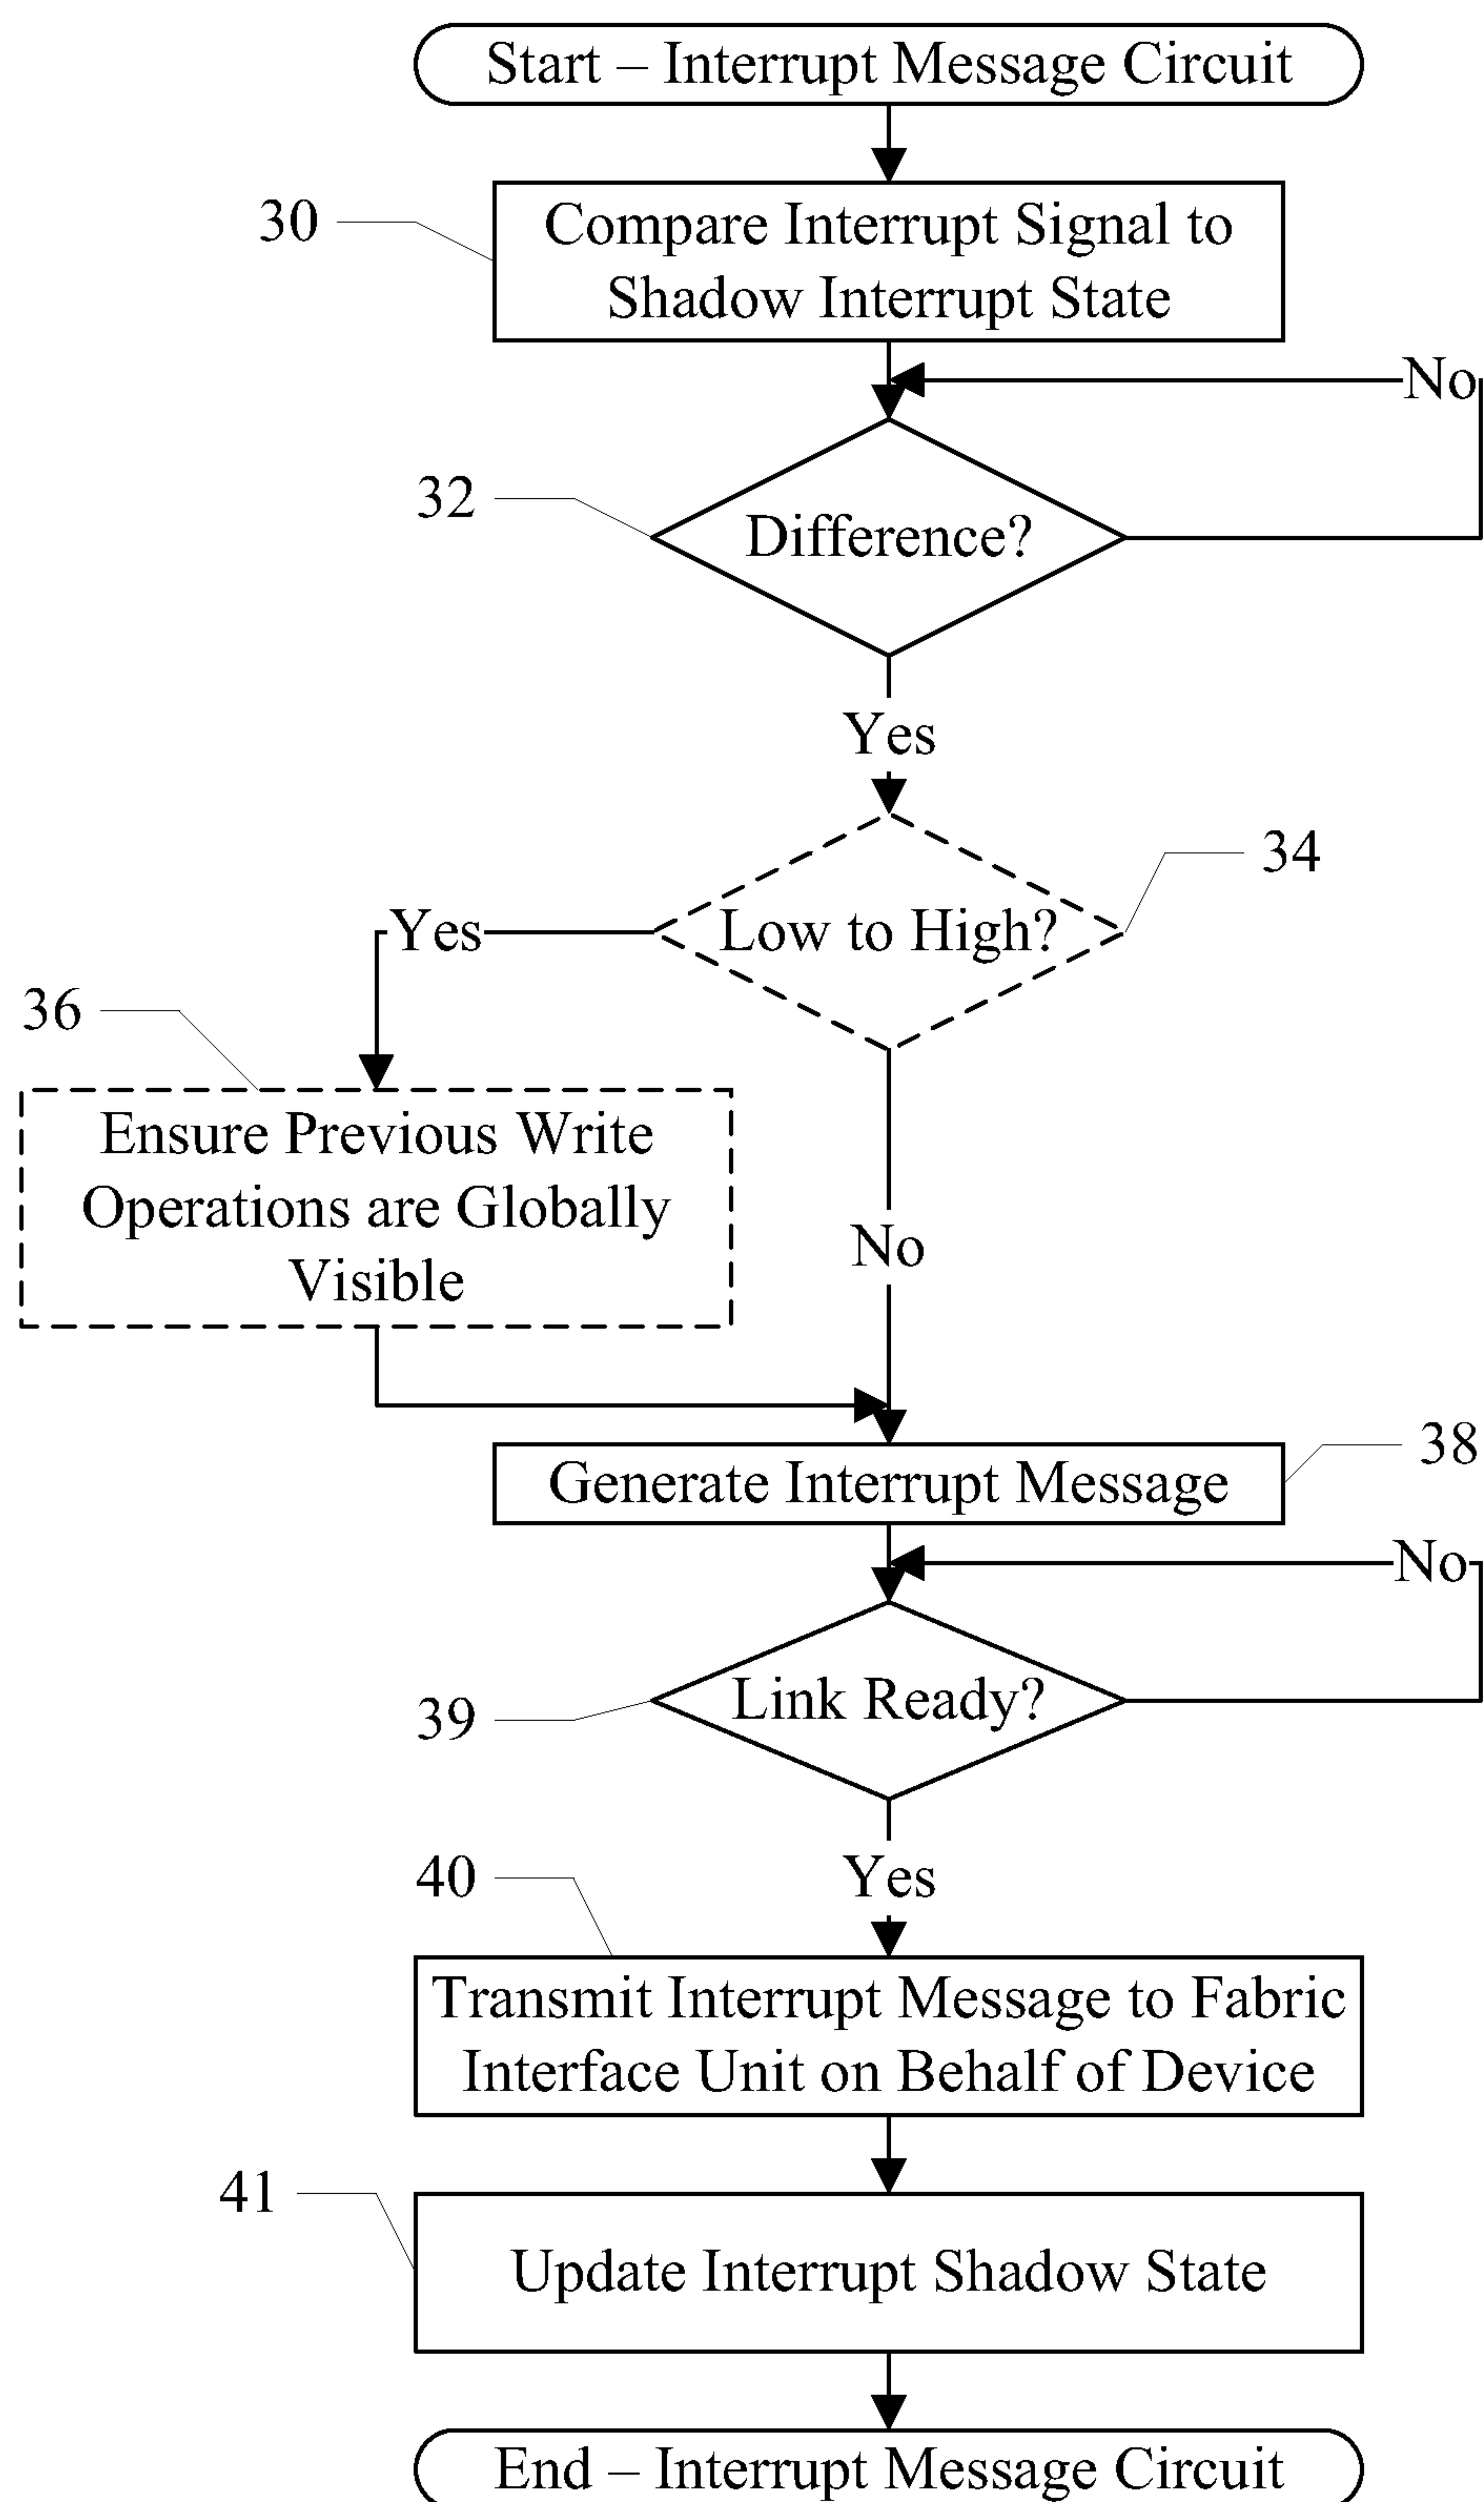 Start – Interrupt Message Circuit
30
Compare Interrupt Signal to
Shadow Interrupt State
No
32
Difference?
Yes
34
Low to High?
Yes
36
Ensure Previous Write
Operations are Globally
Visible
No
38
Generate Interrupt Message
No
39
Link Ready?
40
Yes
Transmit Interrupt Message to Fabric
Interface Unit on Behalf of Device
41
Update Interrupt Shadow State
End – Interrupt Message Circuit